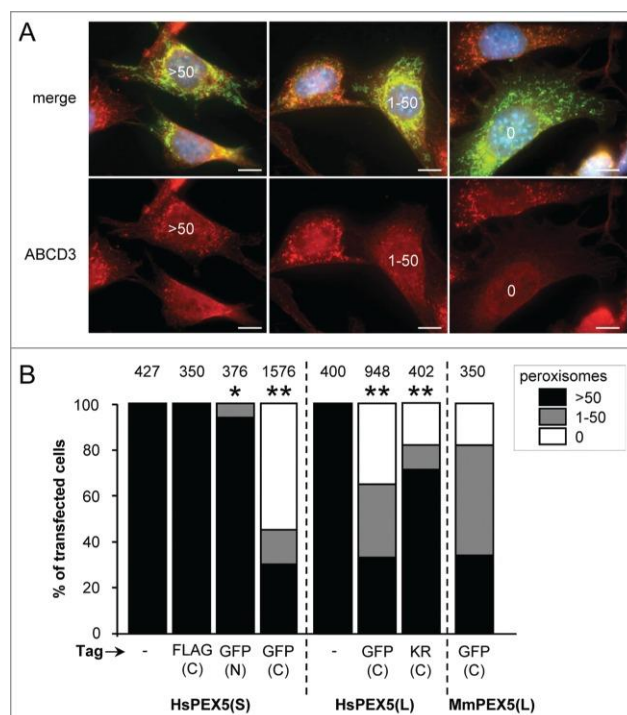 A
merge
>50
1-50
0
ABCD3
>50
1-50
0
B
427 350 376 1576 400 948 402 350
* ** ** **
peroxisomes
>50
1-50
0
% of transfected cells
100
80
60
40
20
0
Tag→ - FLAG GFP GFP - GFP KR GFP
(C) (N) (C) (C) (C) (C)
HsPEX5(S) HsPEX5(L) MmPEX5(L)